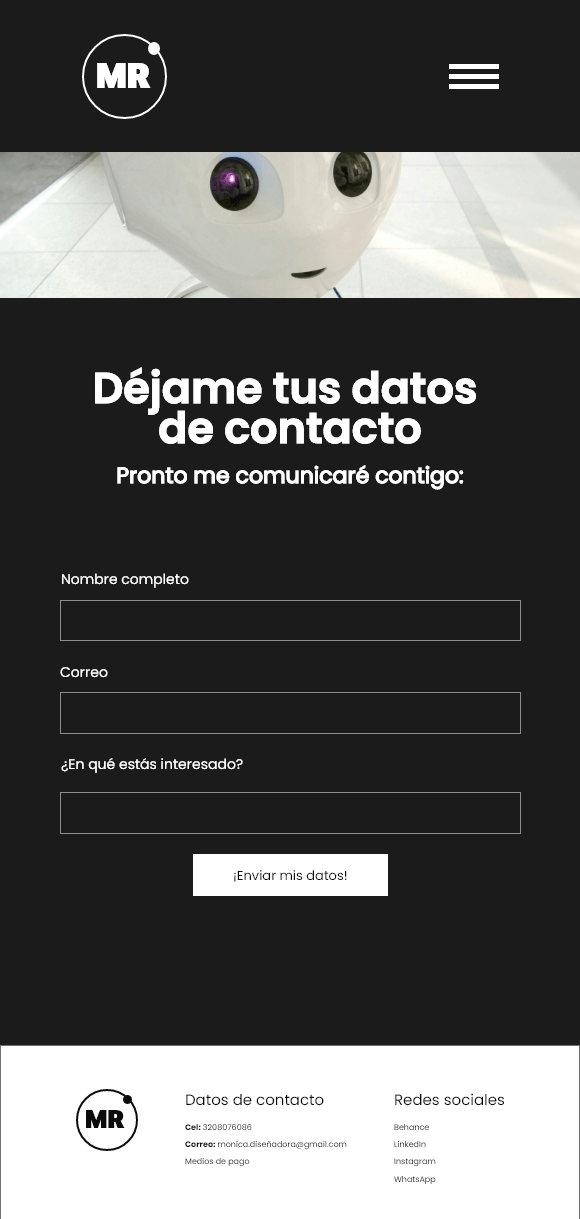 MR
Déjame tus datos
de contacto
Pronto me comunicaré contigo:
Nombre completo
Correo
¿En qué estás interesado?
¡Enviar mis datos!
MR
Datos de contacto
Cel: 3208076086
Correo: monica.diseñadora@gmail.com
Medios de pago
Redes sociales
Behance
LinkedIn
Instagram
WhatsApp